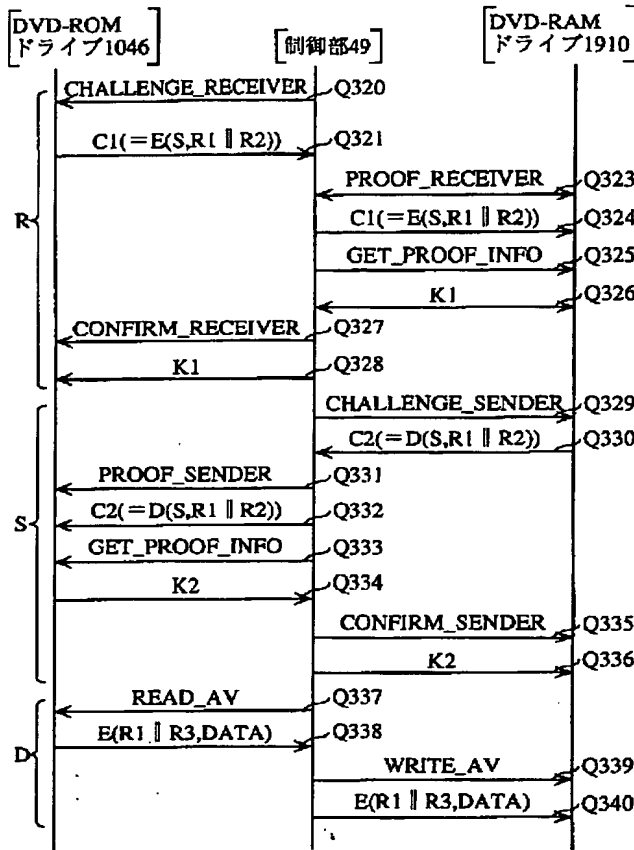 DVD-ROM
ドライブ1046
制御部49
DVD-RAM
ドライブ1910
CHALLENGE_RECEIVER Q320
C1(=E(S,R1 || R2)) Q321
PROOF_RECEIVER Q323
R
C1(=E(S,R1 || R2)) Q324
GET_PROOF_INFO Q325
K1 Q326
CONFIRM_RECEIVER Q327
K1 Q328
CHALLENGE_SENDER Q329
C2(=D(S,R1 || R2)) Q330
PROOF_SENDER Q331
S
C2(=D(S,R1 || R2)) Q332
GET_PROOF_INFO Q333
K2 Q334
CONFIRM_SENDER Q335
K2 Q336
READ_AV Q337
D
E(R1 || R3,DATA) Q338
WRITE_AV Q339
E(R1 || R3,DATA) Q340